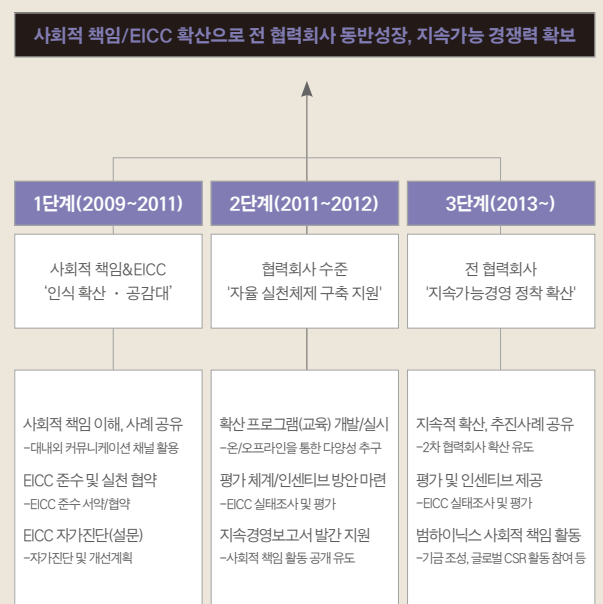 사회적 책임/EICC 확산으로 전 협력회사 동반성장, 지속가능 경쟁력 확보
1단계(2009~2011)
사회적 책임&EICC
‘인식 확산 · 공감대’
사회적 책임 이해, 사례 공유
-대내외 커뮤니케이션 채널 활용
EICC 준수 및 실천 협약
-EICC 준수 서약/협약
EICC 자가진단(설문)
-자가진단 및 개선계획
2단계(2011~2012)
협력회사 수준
'자율 실천체제 구축 지원'
확산 프로그램(교육) 개발/실시
-온/오프라인을 통한 다양성 추구
평가 체계/인센티브 방안 마련
-EICC 실태조사 및 평가
지속경영보고서 발간 지원
-사회적 책임 활동 공개 유도
3단계(2013~)
전 협력회사
'지속가능경영 정착 확산'
지속적 확산, 추진사례 공유
-2차 협력회사 확산 유도
평가 및 인센티브 제공
-EICC 실태조사 및 평가
범하이닉스 사회적 책임 활동
-기금 조성, 글로벌 CSR 활동 참여 등